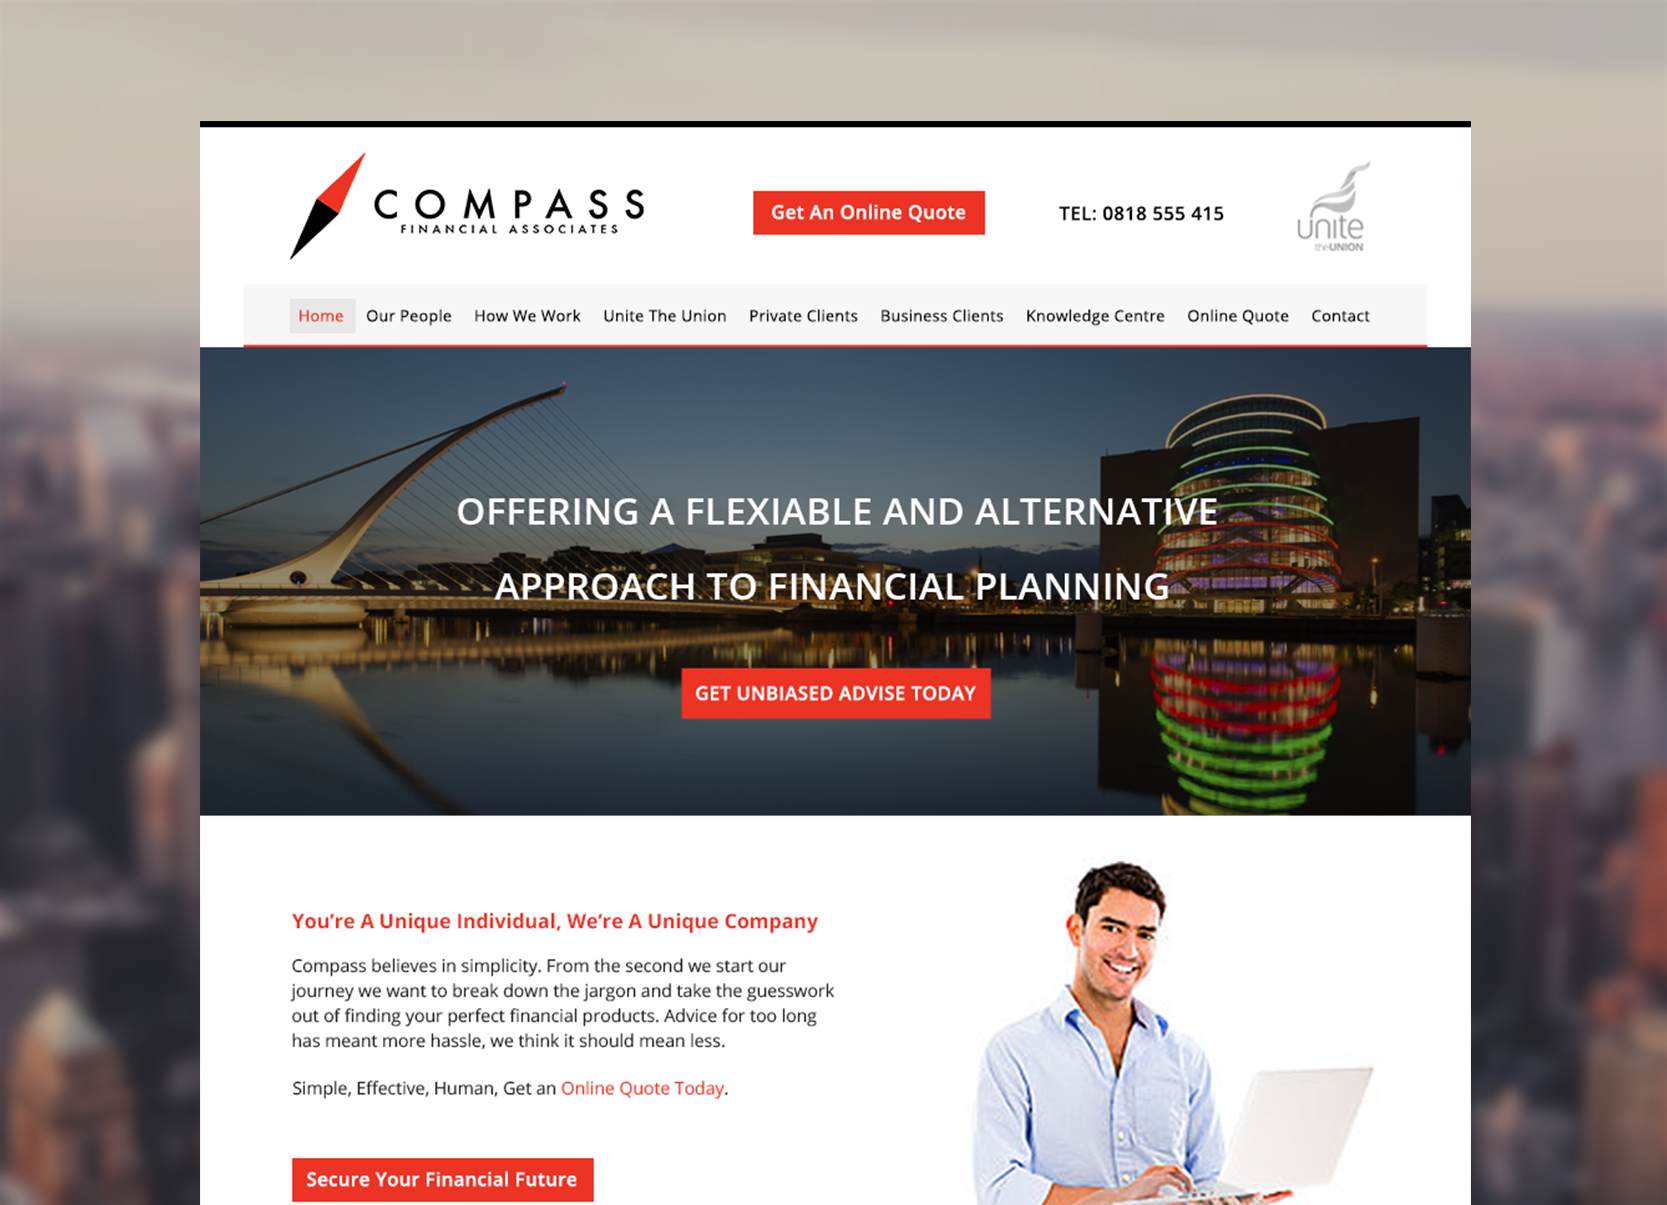 COMPASS
FINANCIAL ASSOCIATES
Get An Online Quote
TEL: 0818 555 415
unite
theUNION
Home Our People How We Work Unite The Union Private Clients Business Clients Knowledge Centre Online Quote Contact
OFFERING A FLEXIABLE AND ALTERNATIVE
APPROACH TO FINANCIAL PLANNING
GET UNBIASED ADVISE TODAY
You're A Unique Individual, We're A Unique Company
Compass believes in simplicity. From the second we start our
journey we want to break down the jargon and take the guesswork
out of finding your perfect financial products. Advice for too long
has meant more hassle, we think it should mean less.
Simple, Effective, Human, Get an Online Quote Today.
Secure Your Financial Future